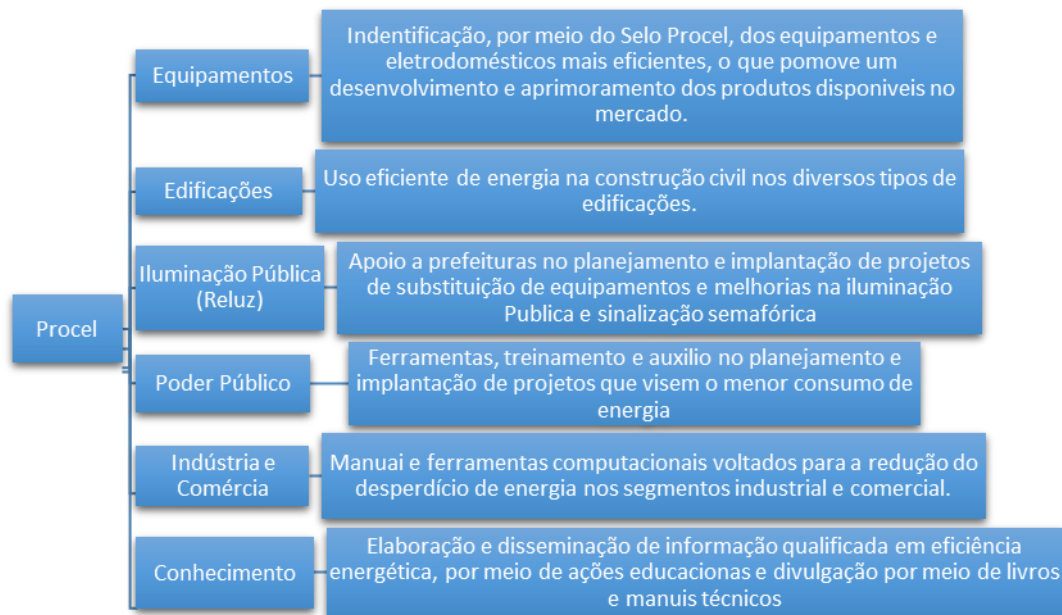 Procel
Equipamentos
Indentificação, por meio do Selo Procel, dos equipamentos e
eletrodomésticos mais eficientes, o que pomove um
desenvolvimento e aprimoramento dos produtos disponiveis no
mercado.
Edificações
Uso eficiente de energia na construção civil nos diversos tipos de
edificações.
Iluminação Pública
(Reluz)
Apoio a prefeituras no planejamento e implantação de projetos
de substituição de equipamentos e melhorias na iluminação
Publica e sinalização semafórica
Poder Público
Ferramentas, treinamento e auxilio no planejamento e
implantação de projetos que visem o menor consumo de
energia
Indústria e
Comércia
Manuai e ferramentas computacionais voltados para a redução do
desperdício de energia nos segmentos industrial e comercial.
Conhecimento
Elaboração e disseminação de informação qualificada em eficiência
energética, por meio de ações educacionas e divulgação por meio de livros
e manuis técnicos